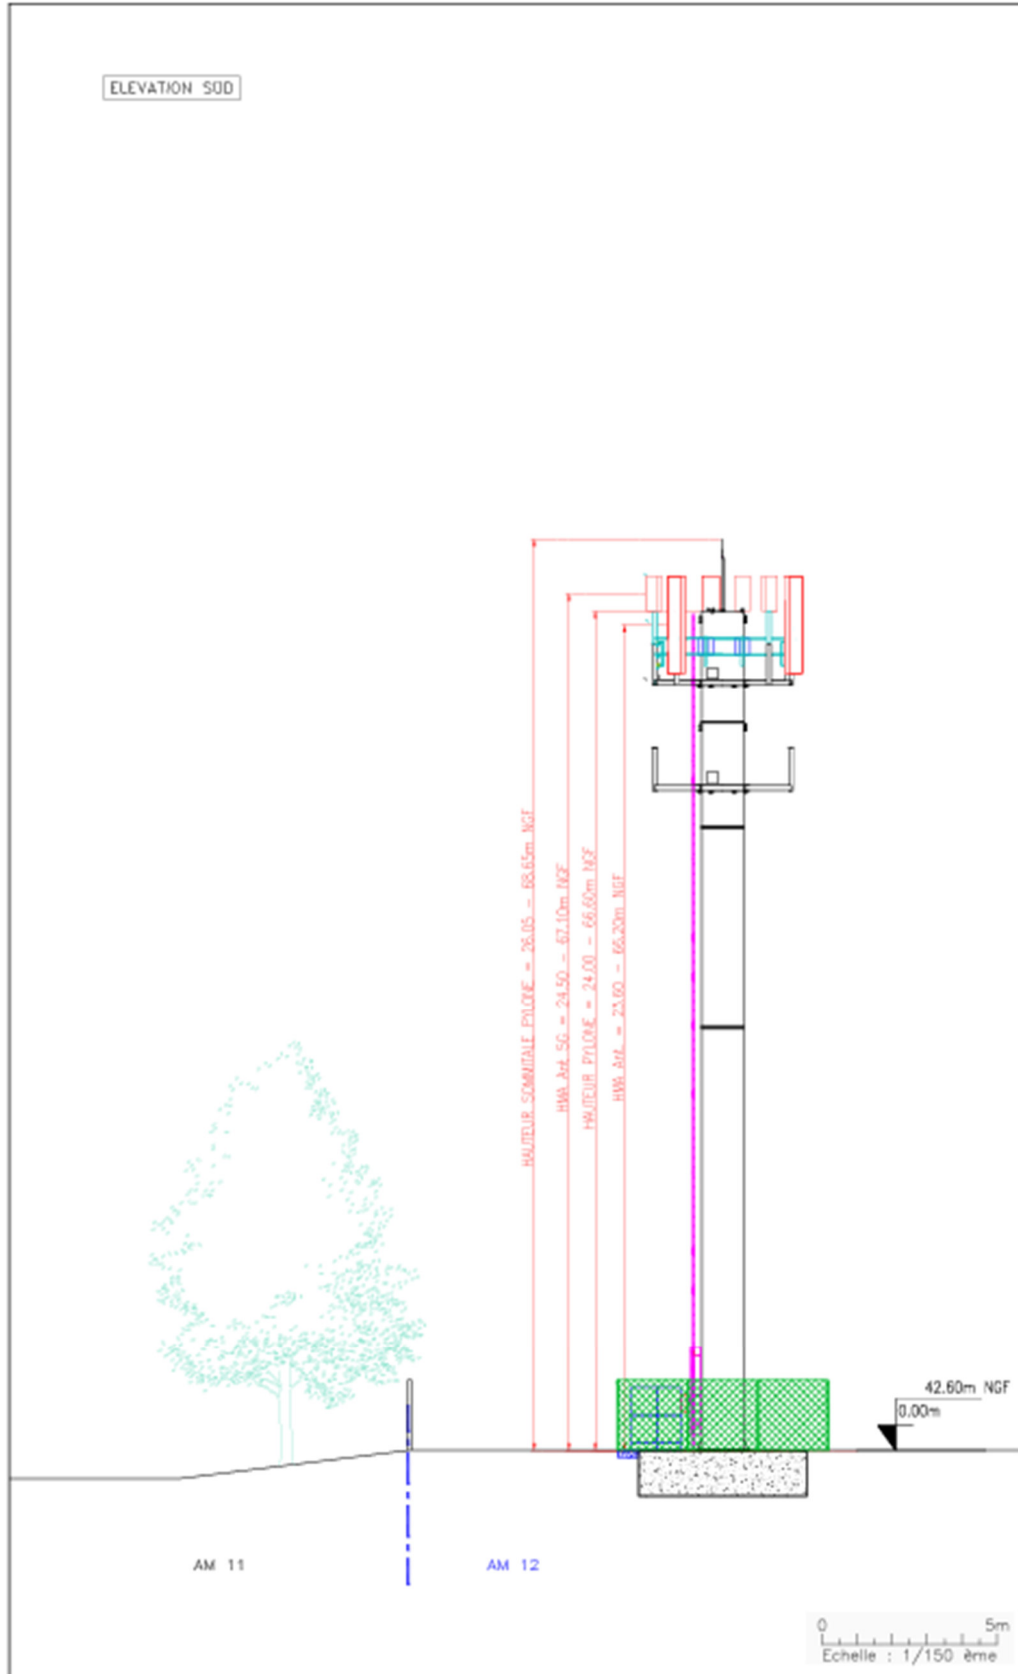 ELEVATION SUD
HAUTEUR SOMMITALE PYLONE = 26.05 - 68.65m NGF
HMA Ant 5G = 24.50 - 67.10m NGF
HAUTEUR PYLONE = 24.00 - 66.60m NGF
HMA Ant. = 23.60 - 66.20m NGF
42.60m NGF
0.00m
AM 11
AM 12
0 5m
Echelle : 1/150 ème